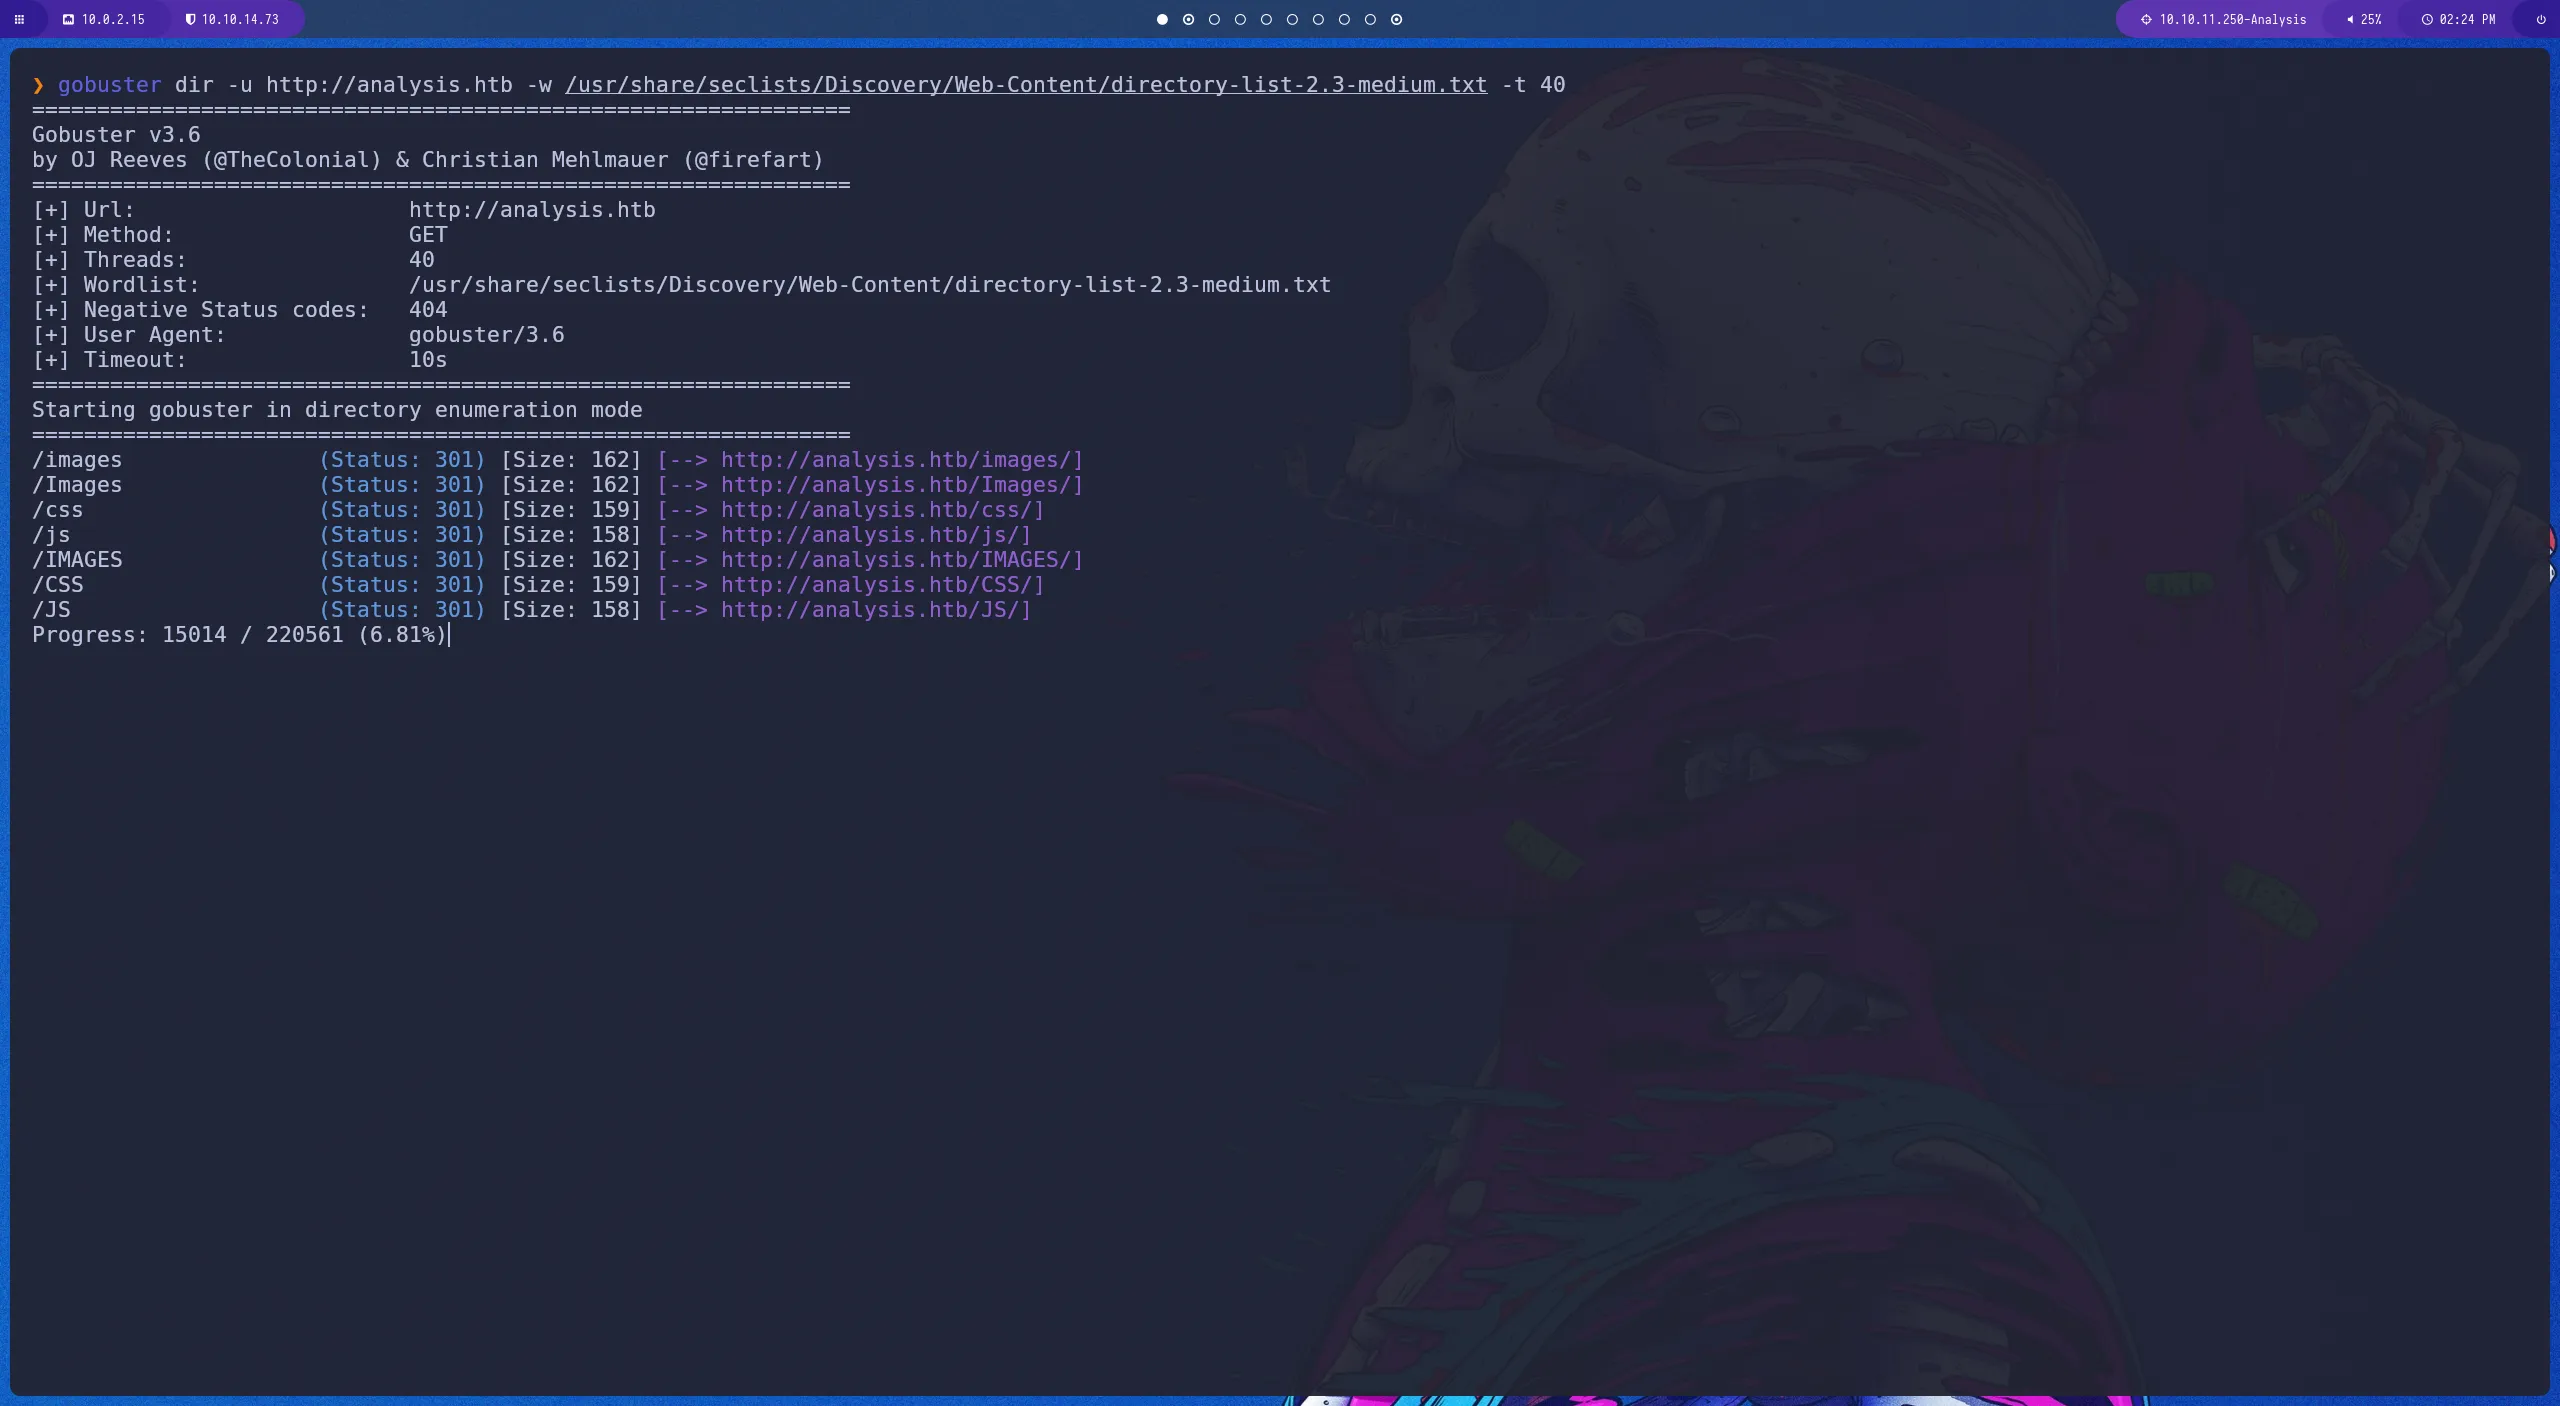 10.0.2.15 10.10.14.73 10.10.11.250-Analysis 25% 02:24 PM
❯ gobuster dir -u http://analysis.htb -w /usr/share/seclists/Discovery/Web-Content/directory-list-2.3-medium.txt -t 40
===============================================================
Gobuster v3.6
by OJ Reeves (@TheColonial) & Christian Mehlmauer (@firefart)
===============================================================
[+] Url:                     http://analysis.htb
[+] Method:                  GET
[+] Threads:                 40
[+] Wordlist:                /usr/share/seclists/Discovery/Web-Content/directory-list-2.3-medium.txt
[+] Negative Status codes:   404
[+] User Agent:              gobuster/3.6
[+] Timeout:                 10s
===============================================================
Starting gobuster in directory enumeration mode
===============================================================
/images               (Status: 301) [Size: 162] [--> http://analysis.htb/images/]
/Images               (Status: 301) [Size: 162] [--> http://analysis.htb/Images/]
/css                  (Status: 301) [Size: 159] [--> http://analysis.htb/css/]
/js                   (Status: 301) [Size: 158] [--> http://analysis.htb/js/]
/IMAGES               (Status: 301) [Size: 162] [--> http://analysis.htb/IMAGES/]
/CSS                  (Status: 301) [Size: 159] [--> http://analysis.htb/CSS/]
/JS                   (Status: 301) [Size: 158] [--> http://analysis.htb/JS/]
Progress: 15014 / 220561 (6.81%)